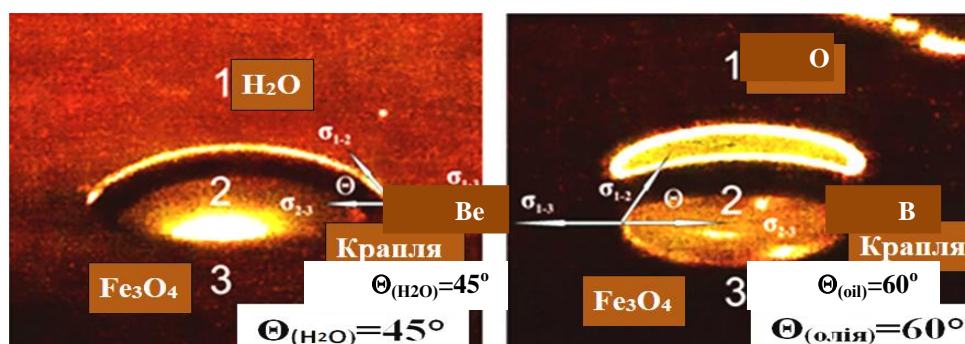 1
H₂O
σ₁₋₂
σ₁₋₃
2
Θ
σ₂₋₃
Be
Крапля
Fe₃O₄
3
Θ(H2O)=45°
Θ(H₂O)=45°
1
O
σ₁₋₂
σ₁₋₃
Θ
2
σ₂₋₃
В
Крапля
Fe₃O₄
3
Θ(oil)=60°
Θ(олія)=60°